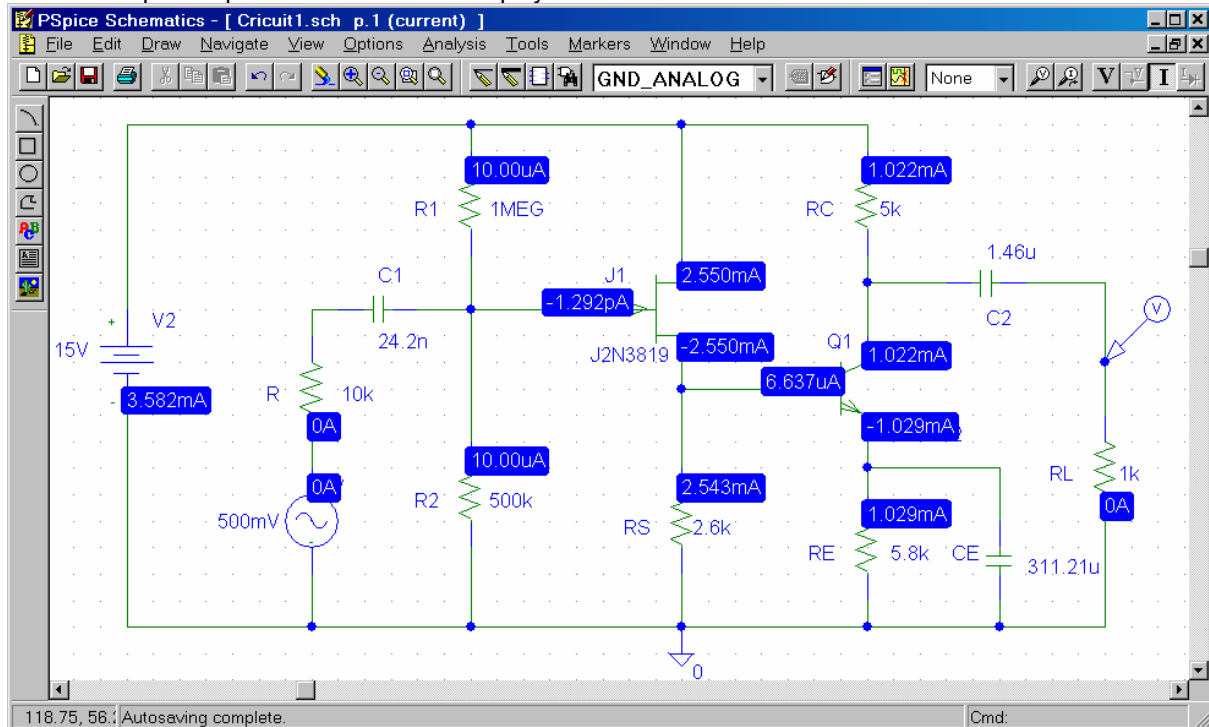 PSpice Schematics - [ Cricuit1.sch p.1 (current) ]
File Edit Draw Navigate View Options Analysis Tools Markers Window Help
GND_ANALOG None V I
ABC
10.00uA 1.022mA
R1 1MEG RC 5k
1.46u
C1 J1 2.550mA
-1.292pA
+ V2 24.2n C2 V
15V J2N3819 -2.550mA Q1 1.022mA
3.582mA R 10k 6.637uA
- 0A -1.029mA
10.00uA RL 1k
0A R2 500k 2.543mA 0A
500mV RS 2.6k 1.029mA
- RE 5.8k CE 311.21u
0
118.75, 56. Autosaving complete. Cmd: